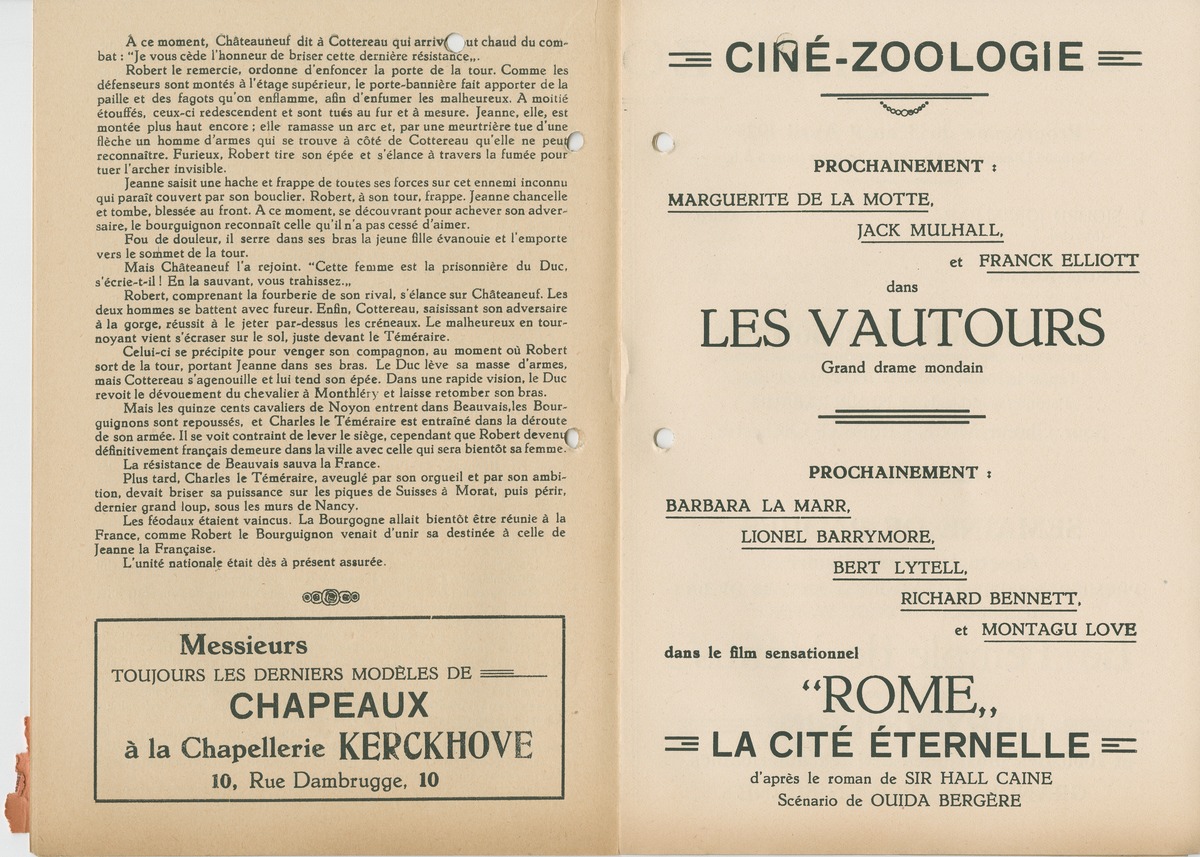 A ce moment, Châteauneuf dit à Cottereau qui arriv ut chaud du com-
bat : “Je vous cède l'honneur de briser cette dernière résistance„.
Robert le remercie, ordonne d'enfoncer la porte de la tour. Comme les
défenseurs sont montés à l'étage supérieur, le porte-bannière fait apporter de la
paille et des fagots qu'on enflamme, afin d'enfumer les malheureux. A moitié
étouffés, ceux-ci redescendent et sont tués au fur et à mesure. Jeanne, elle, est
montée plus haut encore ; elle ramasse un arc et, par une meurtrière tue d'une
flèche un homme d'armes qui se trouve à côté de Cottereau qu'elle ne peut
reconnaître. Furieux, Robert tire son épée et s'élance à travers la fumée pour
tuer l'archer invisible.
Jeanne saisit une hache et frappe de toutes ses forces sur cet ennemi inconnu
qui paraît couvert par son bouclier. Robert, à son tour, frappe. Jeanne chancelle
et tombe, blessée au front. A ce moment, se découvrant pour achever son adver-
saire, le bourguignon reconnaît celle qu'il n'a pas cessé d'aimer.
Fou de douleur, il serre dans ses bras la jeune fille évanouie et l'emporte
vers le sommet de la tour.
Mais Châteaneuf l'a rejoint. “Cette femme est la prisonnière du Duc,
s'écrie-t-il ! En la sauvant, vous trahissez.„
Robert, comprenant la fourberie de son rival, s'élance sur Châteaneuf. Les
deux hommes se battent avec fureur. Enfin, Cottereau, saisissant son adversaire
à la gorge, réussit à le jeter par-dessus les créneaux. Le malheureux en tour-
noyant vient s'écraser sur le sol, juste devant le Téméraire.
Celui-ci se précipite pour venger son compagnon, au moment où Robert
sort de la tour, portant Jeanne dans ses bras. Le Duc lève sa masse d'armes,
mais Cottereau s'agenouille et lui tend son épée. Dans une rapide vision, le Duc
revoit le dévouement du chevalier à Monthléry et laisse retomber son bras.
Mais les quinze cents cavaliers de Noyon entrent dans Beauvais,les Bour-
guignons sont repoussés, et Charles le Téméraire est entraîné dans la déroute
de son armée. Il se voit contraint de lever le siège, cependant que Robert devenu
définitivement français demeure dans la ville avec celle qui sera bientôt sa femme.
La résistance de Beauvais sauva la France.
Plus tard, Charles le Téméraire, aveuglé par son orgueil et par son ambi-
tion, devait briser sa puissance sur les piques de Suisses à Morat, puis périr,
dernier grand loup, sous les murs de Nancy.
Les féodaux étaient vaincus. La Bourgogne allait bientôt être réunie à la
France, comme Robert le Bourguignon venait d'unir sa destinée à celle de
Jeanne la Française.
L'unité nationale était dès à présent assurée.
Messieurs
TOUJOURS LES DERNIERS MODÈLES DE
CHAPEAUX
à la Chapellerie KERCKHOVE
10, Rue Dambrugge, 10
CINÉ-ZOOLOGIE
PROCHAINEMENT :
MARGUERITE DE LA MOTTE,
JACK MULHALL,
et FRANCK ELLIOTT
dans
LES VAUTOURS
Grand drame mondain
PROCHAINEMENT :
BARBARA LA MARR,
LIONEL BARRYMORE,
BERT LYTELL,
RICHARD BENNETT,
et MONTAGU LOVE
dans le film sensationnel
“ROME„
LA CITÉ ÉTERNELLE
d'après le roman de SIR HALL CAINE
Scénario de OUIDA BERGÈRE